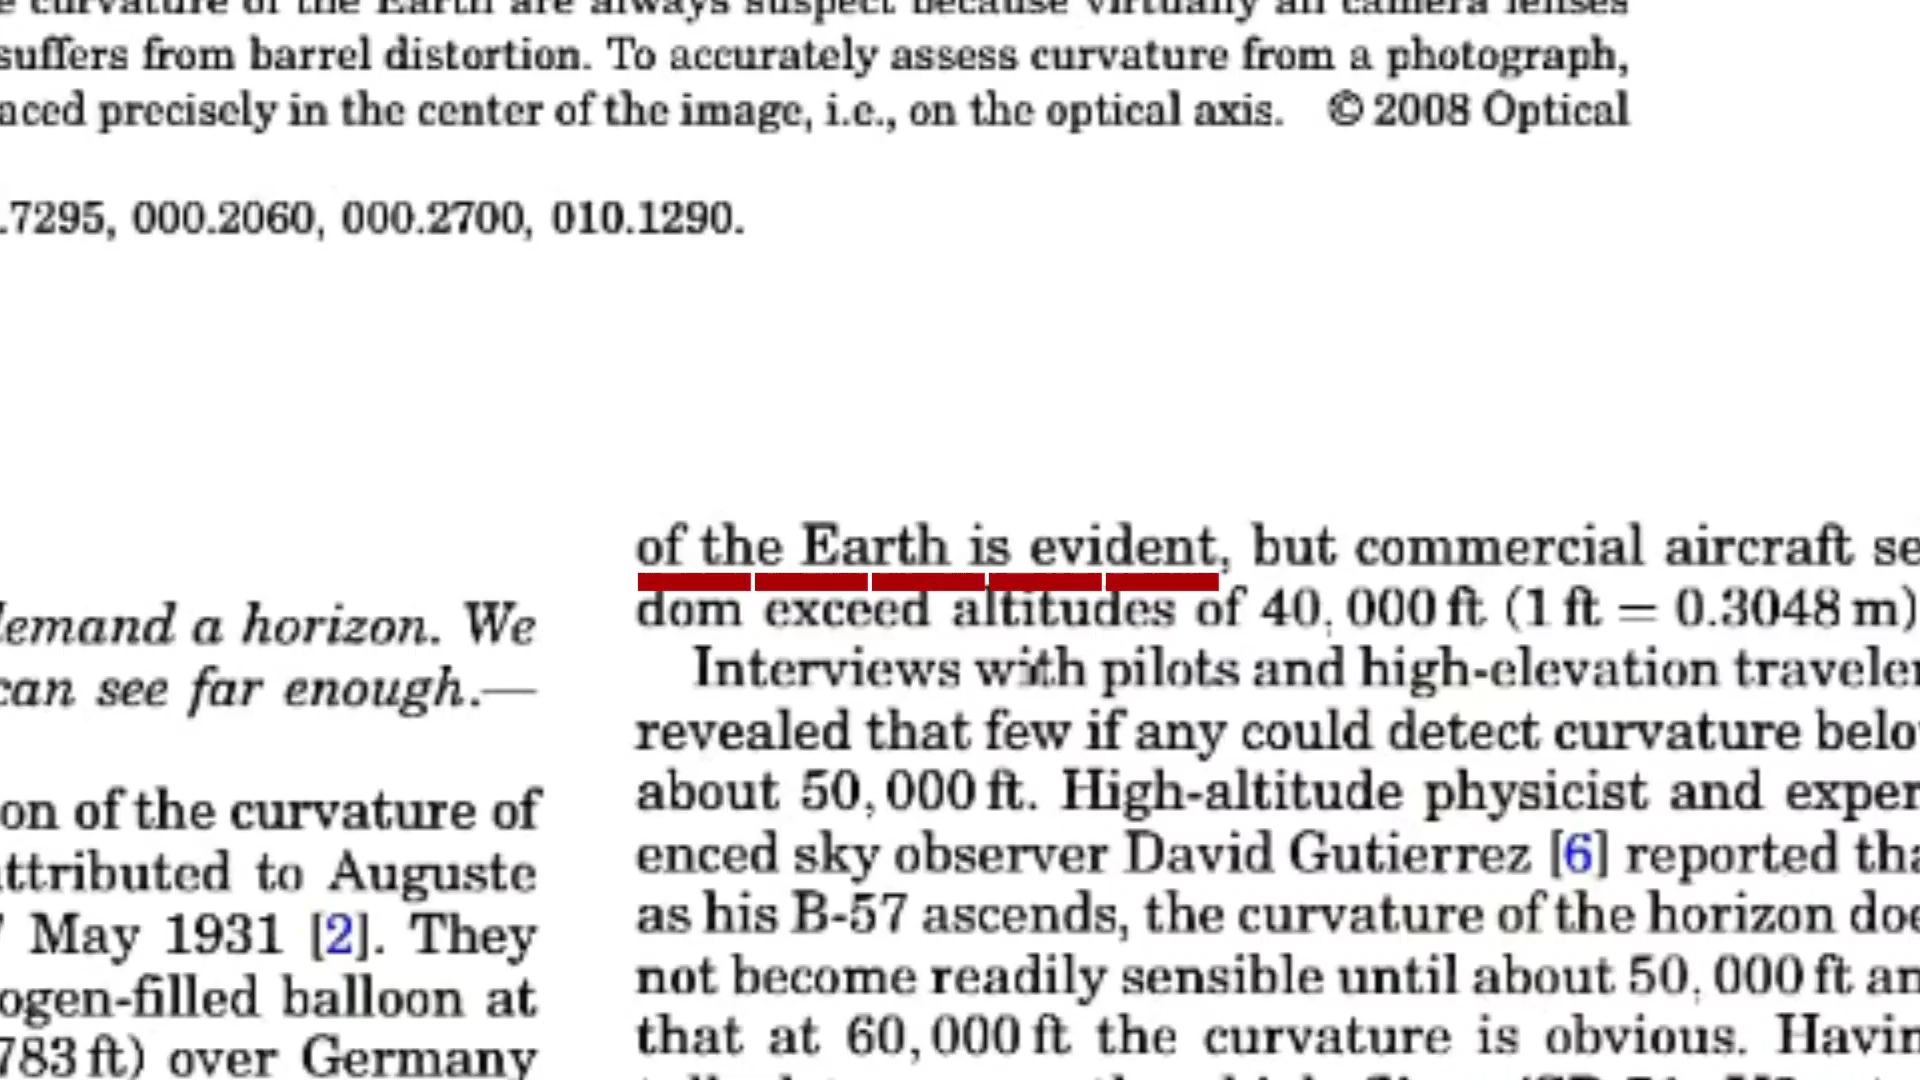 curvature of the Earth are always suspect because virtually all camera lenses
suffers from barrel distortion. To accurately assess curvature from a photograph,
precisely in the center of the image, i.e., on the optical axis. © 2008 Optical
.7295, 000.2060, 000.2700, 010.1290.
a horizon. We
can see far enough.—
of the curvature of
attributed to Auguste
May 1931 [2]. They
balloon at
783 ft) over Germany
of the Earth is evident, but commercial aircraft se
dom exceed altitudes of 40,000 ft (1 ft = 0.3048 m)
Interviews with pilots and high-elevation traveler
revealed that few if any could detect curvature belo
about 50,000 ft. High-altitude physicist and exper
enced sky observer David Gutierrez [6] reported tha
as his B-57 ascends, the curvature of the horizon doe
not become readily sensible until about 50,000 ft an
that at 60,000 ft the curvature is obvious. Havin